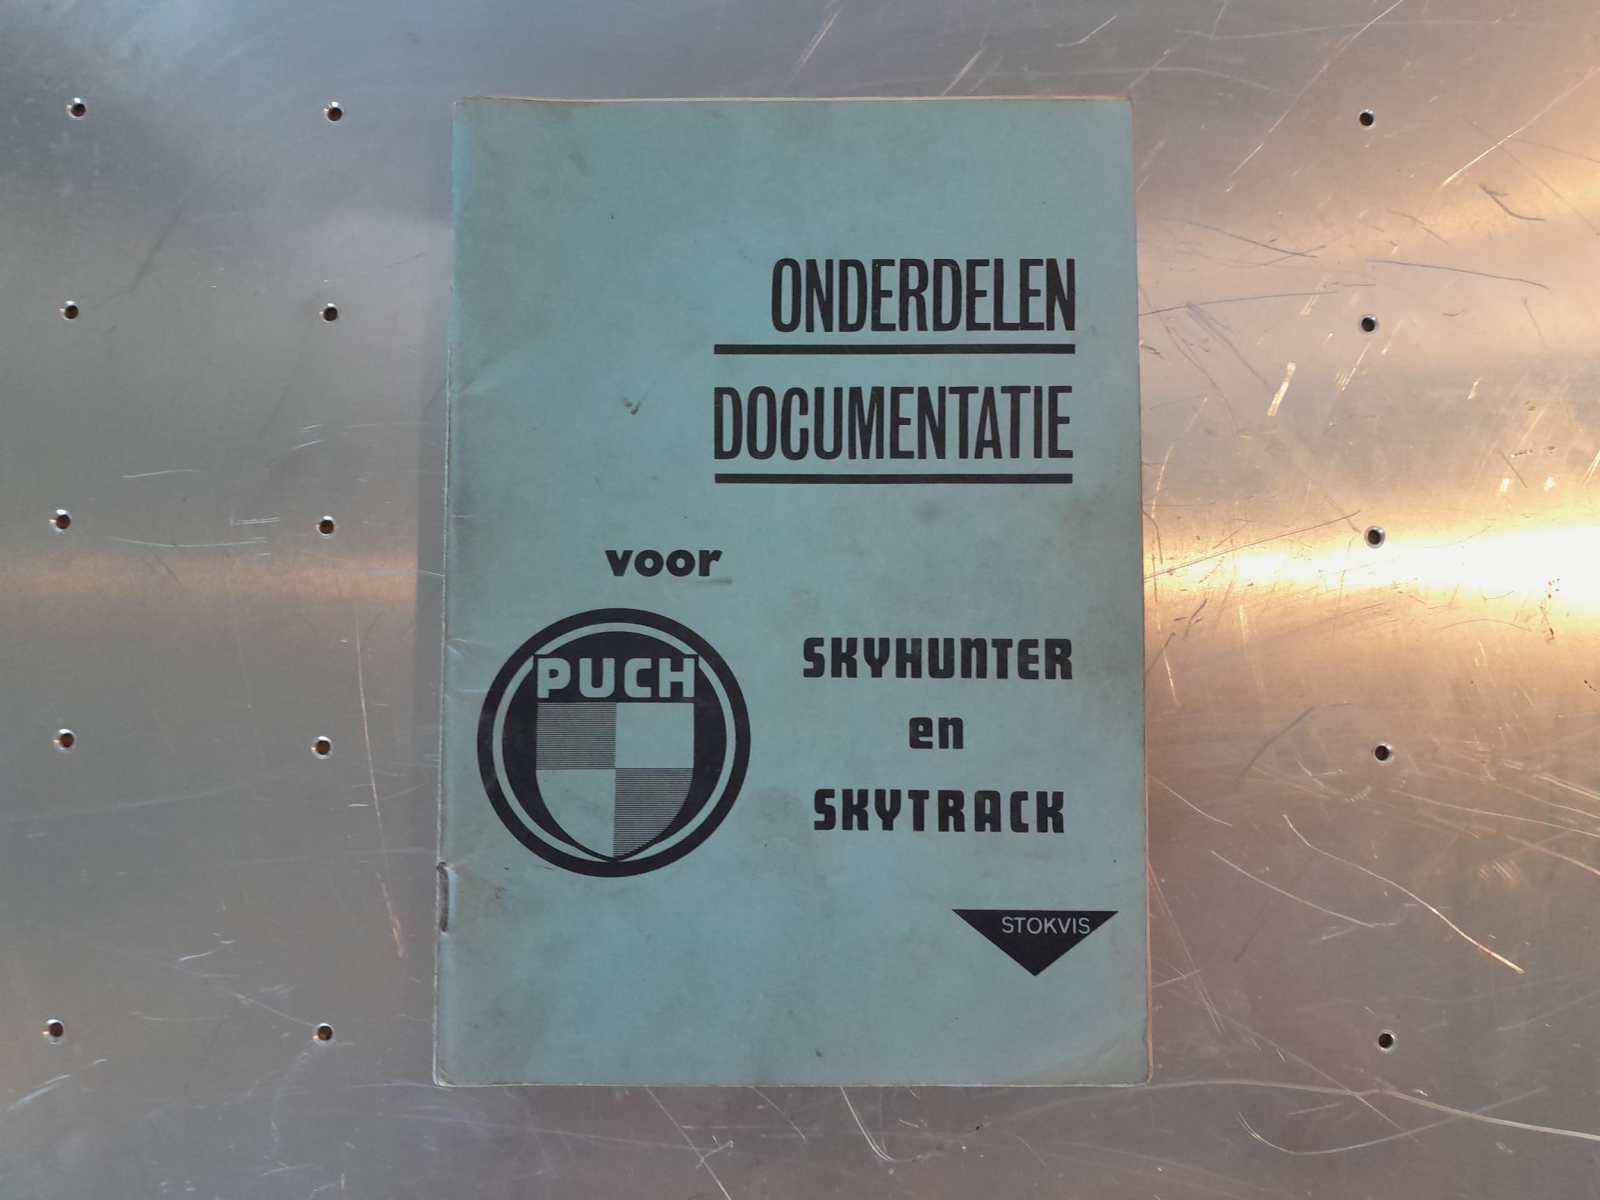 ONDERDELEN
DOCUMENTATIE
voor
PUCH
SKYHUNTER
en
SKYTRACK
STOKVIS